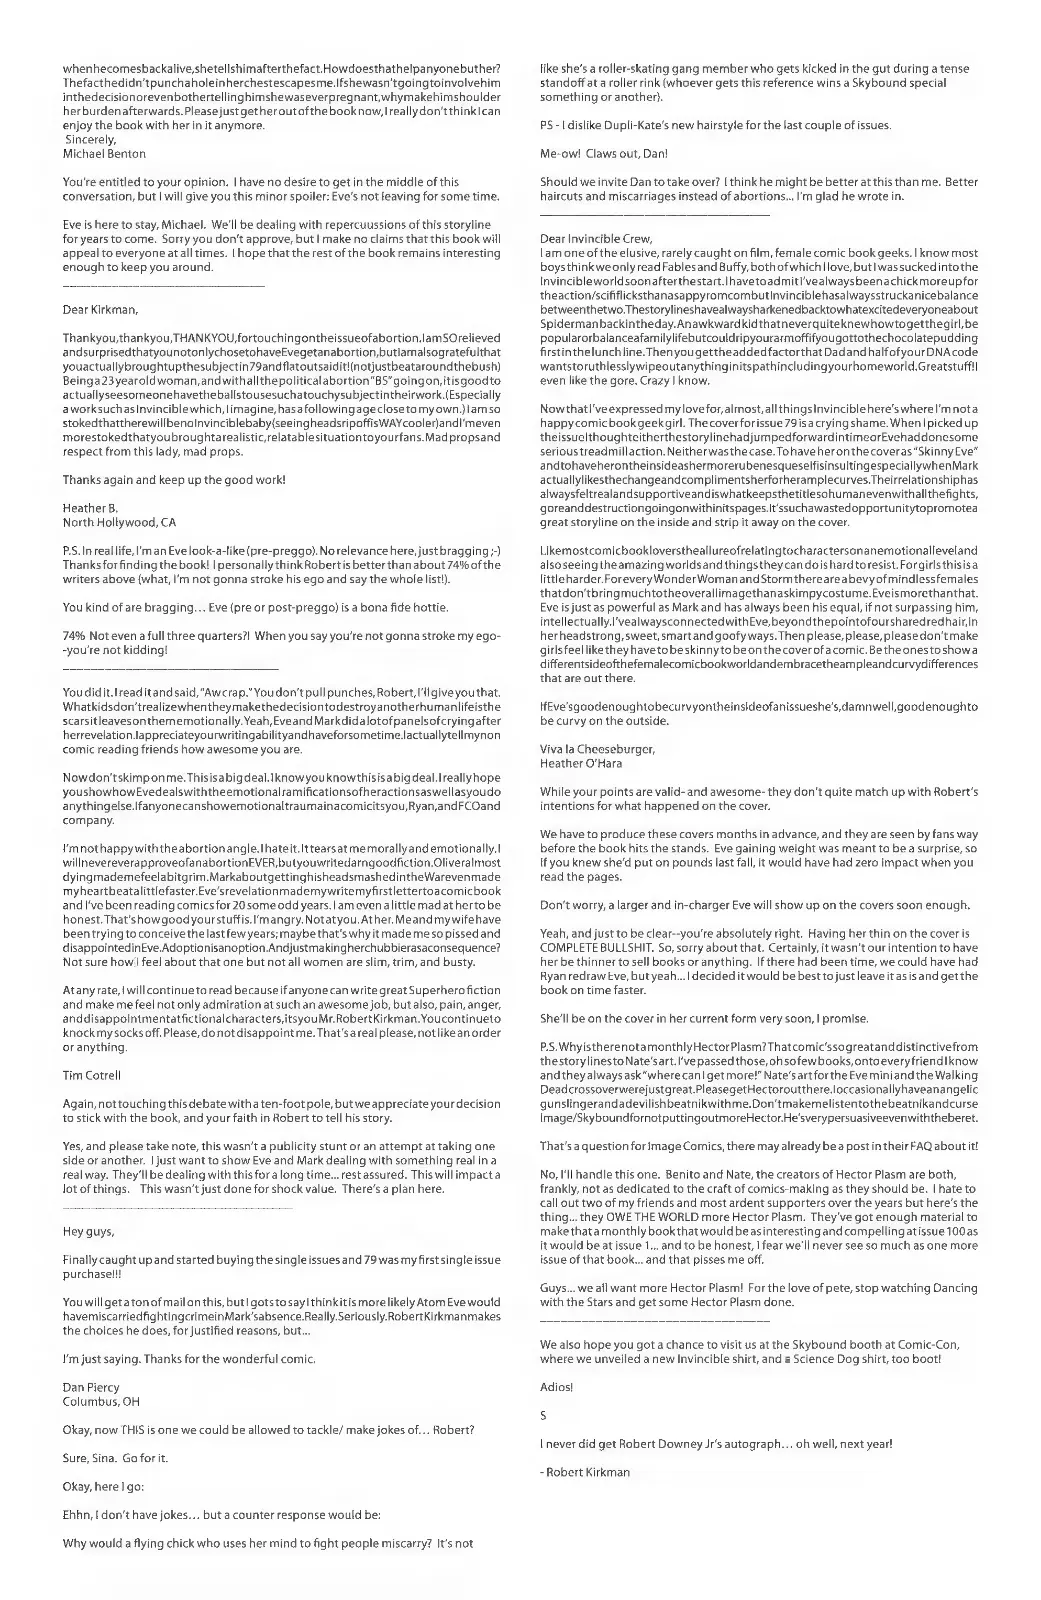 when he comes back alive, she tells him after the fact. How does that help anyone but her?
The fact he didn't punch a hole in her chest escapes me. If she wasn't going to involve him
in the decision or even bother telling him she was ever pregnant, why make him shoulder
her burden afterwards. Please just get her out of the book now, I really don't think I can
enjoy the book with her in it anymore.
Sincerely,
Michael Benton
You're entitled to your opinion. I have no desire to get in the middle of this
conversation, but I will give you this minor spoiler: Eve's not leaving for some time.
Eve is here to stay, Michael. We'll be dealing with repercuussions of this storyline
for years to come. Sorry you don't approve, but I make no claims that this book will
appeal to everyone at all times. I hope that the rest of the book remains interesting
enough to keep you around.
Dear Kirkman,
Thank you, thank you, THANK YOU, for touching on the issue of abortion. I am SO relieved
and surprised that you not only chose to have Eve get an abortion, but I am also grateful that
you actually brought up the subject in 79 and flat out said it! (not just beat around the bush)
Being a 23 year old woman, and with all the political abortion "BS" going on, it is good to
actually see someone have the balls to use such a touchy subject in their work. (Especially
a work such as Invincible which, I imagine, has a following age close to my own.) I am so
stoked that there will be no Invincible baby (seeing heads rip off is WAY cooler) and I'm even
more stoked that you brought a realistic, relatable situation to your fans. Mad props and
respect from this lady, mad props.
Thanks again and keep up the good work!
Heather B.
North Hollywood, CA
P.S. In real life, I'm an Eve look-a-like (pre-preggo). No relevance here, just bragging ;-)
Thanks for finding the book! I personally think Robert is better than about 74% of the
writers above (what, I'm not gonna stroke his ego and say the whole list!).
You kind of are bragging... Eve (pre or post-preggo) is a bona fide hottie.
74% Not even a full three quarters?! When you say you're not gonna stroke my ego-
-you're not kidding!
You did it. I read it and said, "Aw crap." You don't pull punches, Robert, I'll give you that.
What kids don't realize when they make the decision to destroy another human life is the
scars it leaves on them emotionally. Yeah, Eve and Mark did a lot of panels of crying after
her revelation. I appreciate your writing ability and have for some time. I actually tell my non
comic reading friends how awesome you are.
Now don't skimp on me. This is a big deal. I know you know this is a big deal. I really hope
you show how Eve deals with the emotional ramifications of her actions as well as you do
anything else. If anyone can show emotional trauma in a comic its you, Ryan, and FCO and
company.
I'm not happy with the abortion angle. I hate it. It tears at me morally and emotionally. I
will never ever approve of an abortion EVER, but you write darn good fiction. Oliver almost
dying made me feel a bit grim. Mark about getting his head smashed in the War even made
my heart beat a little faster. Eve's revelation made my write my first letter to a comic book
and I've been reading comics for 20 some odd years. I am even a little mad at her to be
honest. That's how good your stuff is. I'm angry. Not at you. At her. Me and my wife have
been trying to conceive the last few years; maybe that's why it made me so pissed and
disappointed in Eve. Adoption is an option. And just making her chubbier as a consequence?
Not sure how I feel about that one but not all women are slim, trim, and busty.
At any rate, I will continue to read because if anyone can write great Superhero fiction
and make me feel not only admiration at such an awesome job, but also, pain, anger,
and disappointment at fictional characters, its you Mr. Robert Kirkman. You continue to
knock my socks off. Please, do not disappoint me. That's a real please, not like an order
or anything.
Tim Cotrell
Again, not touching this debate with a ten-foot pole, but we appreciate your decision
to stick with the book, and your faith in Robert to tell his story.
Yes, and please take note, this wasn't a publicity stunt or an attempt at taking one
side or another. I just want to show Eve and Mark dealing with something real in a
real way. They'll be dealing with this for a long time... rest assured. This will impact a
lot of things. This wasn't just done for shock value. There's a plan here.
Hey guys,
Finally caught up and started buying the single issues and 79 was my first single issue
purchase!!!
You will get a ton of mail on this, but I gots to say I think it is more likely Atom Eve would
have miscarried fighting crime in Mark's absence. Really. Seriously. Robert Kirkman makes
the choices he does, for justified reasons, but...
I'm just saying. Thanks for the wonderful comic.
Dan Piercy
Columbus, OH
Okay, now THIS is one we could be allowed to tackle/ make jokes of... Robert?
Sure, Sina. Go for it.
Okay, here I go:
Ehhn, I don't have jokes... but a counter response would be:
Why would a flying chick who uses her mind to fight people miscarry? It's not
like she's a roller-skating gang member who gets kicked in the gut during a tense
standoff at a roller rink (whoever gets this reference wins a Skybound special
something or another).
PS - I dislike Dupli-Kate's new hairstyle for the last couple of issues.
Me-ow! Claws out, Dan!
Should we invite Dan to take over? I think he might be better at this than me. Better
haircuts and miscarriages instead of abortions... I'm glad he wrote in.
Dear Invincible Crew,
I am one of the elusive, rarely caught on film, female comic book geeks. I know most
boys think we only read Fables and Buffy, both of which I love, but I was sucked into the
Invincible world soon after the start. I have to admit I've always been a chick more up for
the action/scifi flicks than a sappy rom com but Invincible has always struck a nice balance
between the two. The storylines have always harkened back to what excited everyone about
Spiderman back in the day. An awkward kid that never quite knew how to get the girl, be
popular or balance a family life but could rip your arm off if you got to the chocolate pudding
first in the lunch line. Then you get the added factor that Dad and half of your DNA code
wants to ruthlessly wipe out anything in its path including your home world. Great stuff! I
even like the gore. Crazy I know.
Now that I've expressed my love for, almost, all things Invincible here's where I'm not a
happy comic book geek girl. The cover for issue 79 is a crying shame. When I picked up
the issue I thought either the storyline had jumped forward in time or Eve had done some
serious treadmill action. Neither was the case. To have her on the cover as "Skinny Eve"
and to have her on the inside as her more rubenesque self is insulting especially when Mark
actually likes the change and compliments her for her ample curves. Their relationship has
always felt real and supportive and is what keeps the title so human even with all the fights,
gore and destruction going on within its pages. It's such a wasted opportunity to promote a
great storyline on the inside and strip it away on the cover.
Like most comic book lovers the allure of relating to characters on an emotional level and
also seeing the amazing worlds and things they can do is hard to resist. For girls this is a
little harder. For every Wonder Woman and Storm there are a bevy of mindless females
that don't bring much to the overall image than a skimpy costume. Eve is more than that.
Eve is just as powerful as Mark and has always been his equal, if not surpassing him,
intellectually. I've always connected with Eve, beyond the point of our shared red hair, in
her headstrong, sweet, smart and goofy ways. Then please, please, please don't make
girls feel like they have to be skinny to be on the cover of a comic. Be the ones to show a
different side of the female comic book world and embrace the ample and curvy differences
that are out there.
If Eve's good enough to be curvy on the inside of an issue she's, damn well, good enough to
be curvy on the outside.
Viva la Cheeseburger,
Heather O'Hara
While your points are valid- and awesome- they don't quite match up with Robert's
intentions for what happened on the cover.
We have to produce these covers months in advance, and they are seen by fans way
before the book hits the stands. Eve gaining weight was meant to be a surprise, so
if you knew she'd put on pounds last fall, it would have had zero impact when you
read the pages.
Don't worry, a larger and in-charger Eve will show up on the covers soon enough.
Yeah, and just to be clear--you're absolutely right. Having her thin on the cover is
COMPLETE BULLSHIT. So, sorry about that. Certainly, it wasn't our intention to have
her be thinner to sell books or anything. If there had been time, we could have had
Ryan redraw Eve, but yeah... I decided it would be best to just leave it as is and get the
book on time faster.
She'll be on the cover in her current form very soon, I promise.
P.S. Why is there not a monthly Hector Plasm? That comic's so great and distinctive from
the story lines to Nate's art. I've passed those, oh so few books, onto every friend I know
and they always ask "where can I get more!" Nate's art for the Eve mini and the Walking
Dead crossover were just great. Please get Hector out there. I occasionally have an angelic
gunslinger and a devilish beatnik with me. Don't make me listen to the beatnik and curse
Image/Skybound for not putting out more Hector. He's very persuasive even with the beret.
That's a question for Image Comics, there may already be a post in their FAQ about it!
No, I'll handle this one. Benito and Nate, the creators of Hector Plasm are both,
frankly, not as dedicated to the craft of comics-making as they should be. I hate to
call out two of my friends and most ardent supporters over the years but here's the
thing... they OWE THE WORLD more Hector Plasm. They've got enough material to
make that a monthly book that would be as interesting and compelling at issue 100 as
it would be at issue 1... and to be honest, I fear we'll never see so much as one more
issue of that book... and that pisses me off.
Guys... we all want more Hector Plasm! For the love of pete, stop watching Dancing
with the Stars and get some Hector Plasm done.
We also hope you got a chance to visit us at the Skybound booth at Comic-Con,
where we unveiled a new Invincible shirt, and a Science Dog shirt, too boot!
Adios!
S
I never did get Robert Downey Jr's autograph... oh well, next year!
- Robert Kirkman